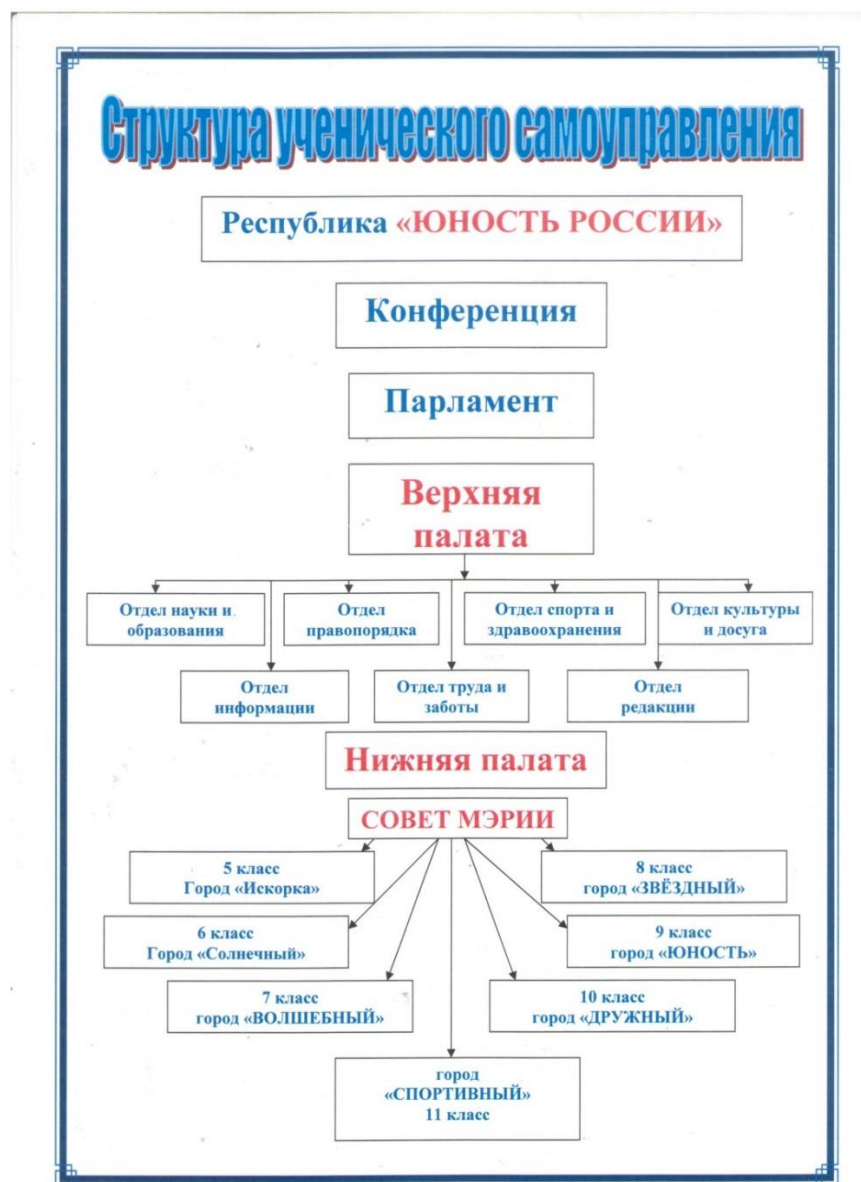 Структура ученического самоуправления
Республика «ЮНОСТЬ РОССИИ»
Конференция
Парламент
Верхняя
палата
Отдел науки и
образования
Отдел
правопорядка
Отдел спорта и
здравоохранения
Отдел культуры
и досуга
Отдел
информации
Отдел труда и
заботы
Отдел
редакции
Нижняя палата
СОВЕТ МЭРИИ
5 класс
Город «Искорка»
8 класс
город «ЗВЁЗДНЫЙ»
6 класс
Город «Солнечный»
9 класс
город «ЮНОСТЬ»
7 класс
город «ВОЛШЕБНЫЙ»
10 класс
город «ДРУЖНЫЙ»
город
«СПОРТИВНЫЙ»
11 класс